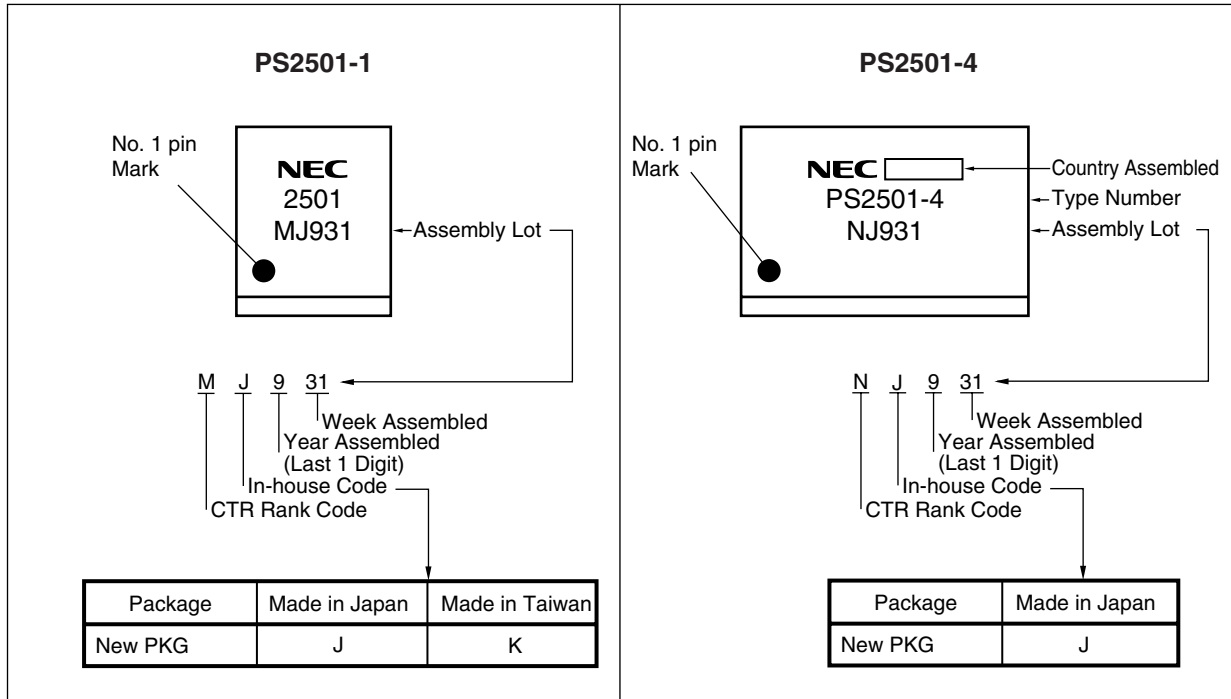 PS2501-1
No. 1 pin
Mark
NEC
2501
MJ931
Assembly Lot
M J 9 31
Week Assembled
Year Assembled
(Last 1 Digit)
In-house Code
CTR Rank Code
Package Made in Japan Made in Taiwan
New PKG J K
PS2501-4
No. 1 pin
Mark
NEC
PS2501-4
NJ931
Country Assembled
Type Number
Assembly Lot
N J 9 31
Week Assembled
Year Assembled
(Last 1 Digit)
In-house Code
CTR Rank Code
Package Made in Japan
New PKG J